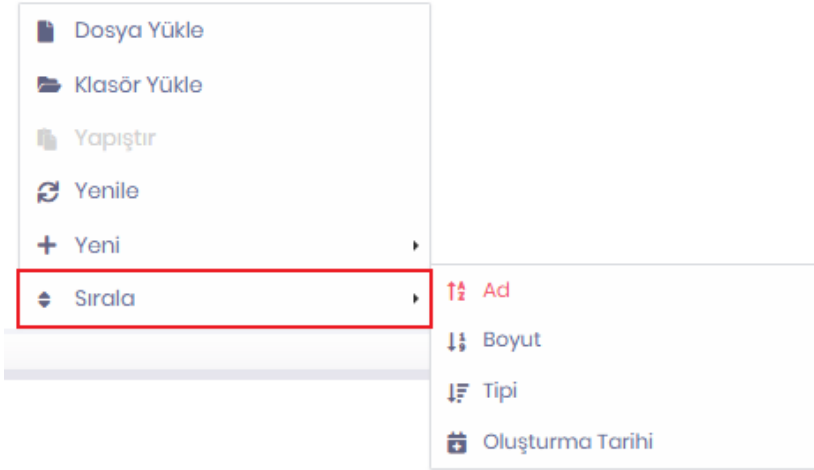 Dosya Yükle
Klasör Yükle
Yapıştır
Yenile
Yeni
Sırala
Ad
Boyut
Tipi
Oluşturma Tarihi